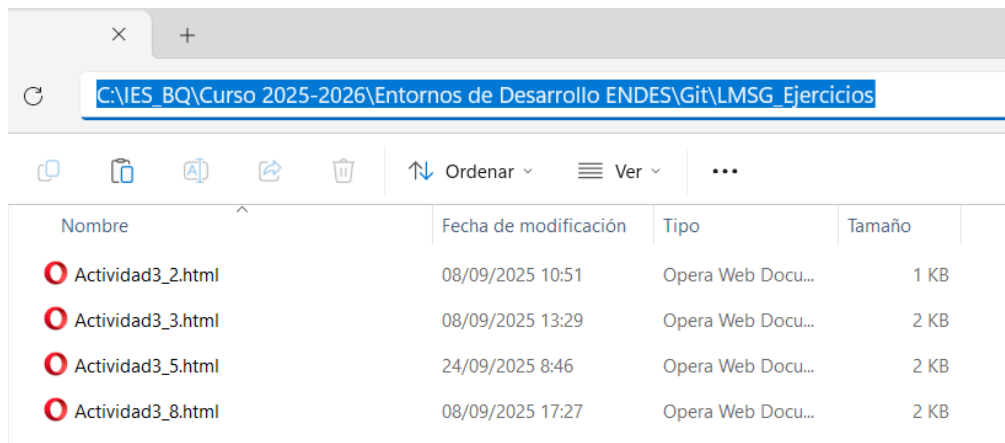 C:\IES_BQ\Curso 2025-2026\Entornos de Desarrollo ENDES\Git\LMSG_Ejercicios
Ordenar Ver
Nombre Fecha de modificación Tipo Tamaño
Actividad3_2.html 08/09/2025 10:51 Opera Web Docu... 1 KB
Actividad3_3.html 08/09/2025 13:29 Opera Web Docu... 2 KB
Actividad3_5.html 24/09/2025 8:46 Opera Web Docu... 2 KB
Actividad3_8.html 08/09/2025 17:27 Opera Web Docu... 2 KB